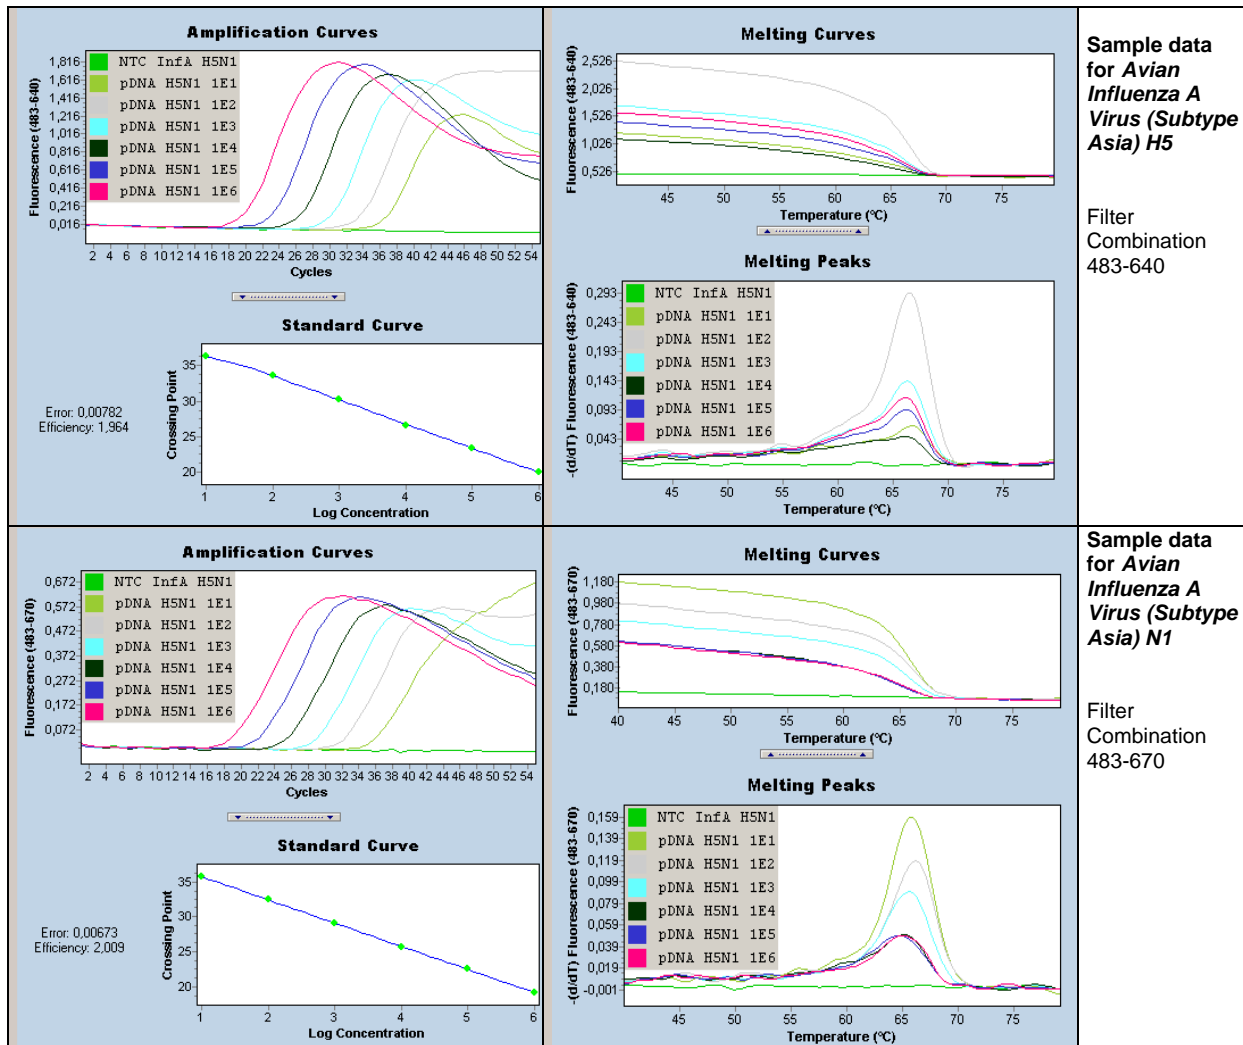 Amplification Curves
Fluorescence (483-640)
1,816
1,616
1,416
1,216
1,016
0,816
0,616
0,416
0,216
0,016
NTC InfA H5N1
pDNA H5N1 1E1
pDNA H5N1 1E2
pDNA H5N1 1E3
pDNA H5N1 1E4
pDNA H5N1 1E5
pDNA H5N1 1E6
2 4 6 8 10 12 14 16 18 20 22 24 26 28 30 32 34 36 38 40 42 44 46 48 50 52 54
Cycles
Standard Curve
Error: 0,00782
Efficiency: 1,964
Crossing Point
35
30
25
20
1 2 3 4 5 6
Log Concentration
Melting Curves
Fluorescence (483-640)
2,526
2,026
1,526
1,026
0,526
45 50 55 60 65 70 75
Temperature (°C)
Melting Peaks
-(d/dT) Fluorescence (483-640)
0,293
0,243
0,193
0,143
0,093
0,043
NTC InfA H5N1
pDNA H5N1 1E1
pDNA H5N1 1E2
pDNA H5N1 1E3
pDNA H5N1 1E4
pDNA H5N1 1E5
pDNA H5N1 1E6
45 50 55 60 65 70 75
Temperature (°C)
Sample data
for Avian
Influenza A
Virus (Subtype
Asia) H5
Filter
Combination
483-640
Amplification Curves
Fluorescence (483-670)
0,672
0,572
0,472
0,372
0,272
0,172
0,072
NTC InfA H5N1
pDNA H5N1 1E1
pDNA H5N1 1E2
pDNA H5N1 1E3
pDNA H5N1 1E4
pDNA H5N1 1E5
pDNA H5N1 1E6
2 4 6 8 10 12 14 16 18 20 22 24 26 28 30 32 34 36 38 40 42 44 46 48 50 52 54
Cycles
Standard Curve
Error: 0,00673
Efficiency: 2,009
Crossing Point
35
30
25
20
1 2 3 4 5 6
Log Concentration
Melting Curves
Fluorescence (483-670)
1,180
0,980
0,780
0,580
0,380
0,180
40 45 50 55 60 65 70 75
Temperature (°C)
Melting Peaks
-(d/dT) Fluorescence (483-670)
0,159
0,139
0,119
0,099
0,079
0,059
0,039
0,019
-0,001
NTC InfA H5N1
pDNA H5N1 1E1
pDNA H5N1 1E2
pDNA H5N1 1E3
pDNA H5N1 1E4
pDNA H5N1 1E5
pDNA H5N1 1E6
45 50 55 60 65 70 75
Temperature (°C)
Sample data
for Avian
Influenza A
Virus (Subtype
Asia) N1
Filter
Combination
483-670